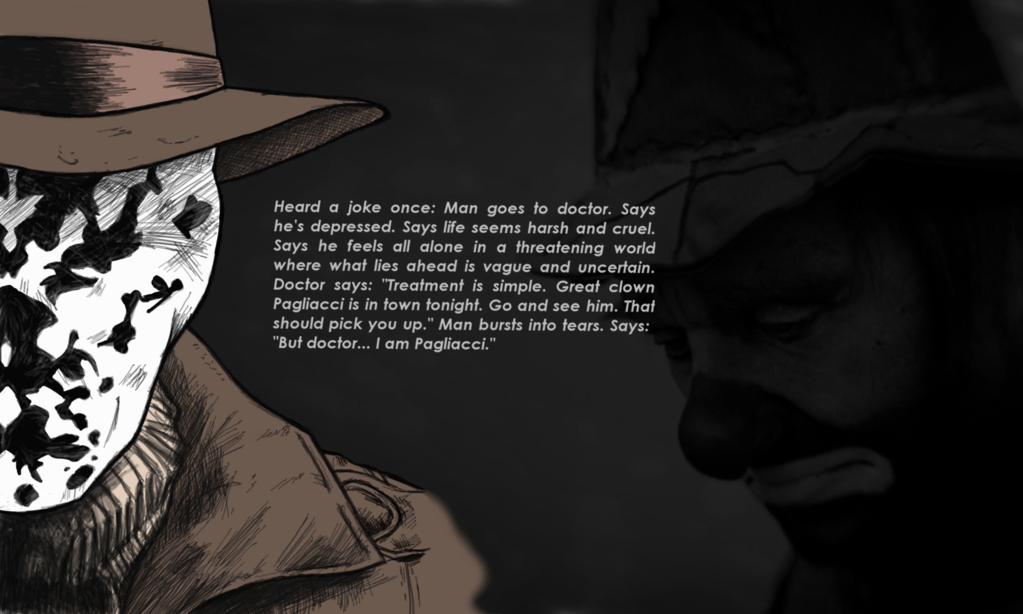 Heard a joke once: Man goes to doctor. Says
he's depressed. Says life seems harsh and cruel.
Says he feels all alone in a threatening world
where what lies ahead is vague and uncertain.
Doctor says: "Treatment is simple. Great clown
Pagliacci is in town tonight. Go and see him. That
should pick you up." Man bursts into tears. Says:
"But doctor... I am Pagliacci."